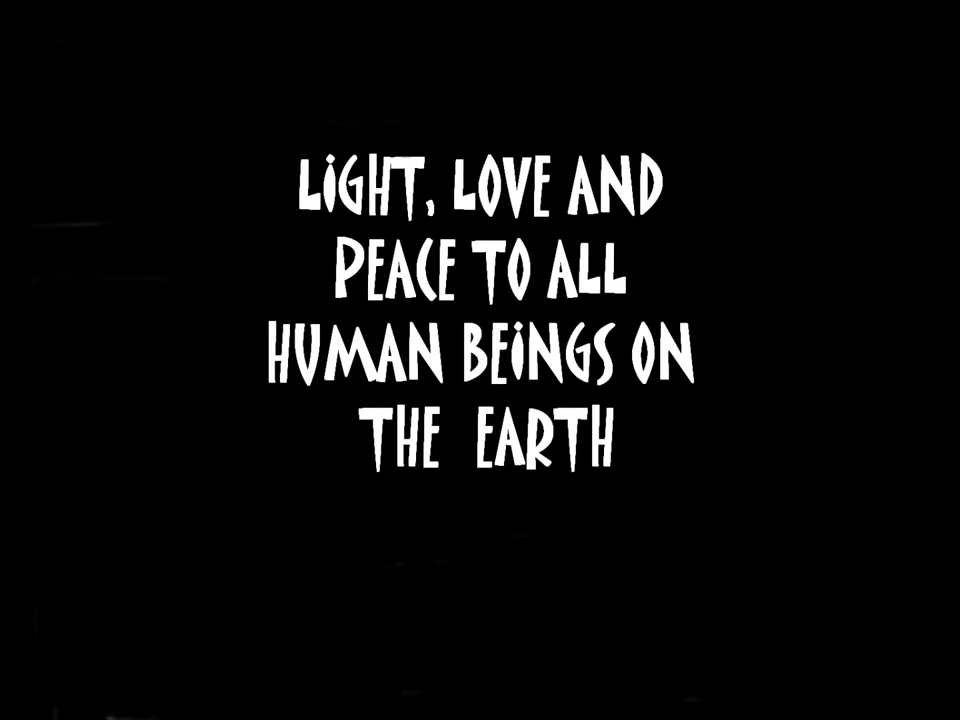 LIGHT, LOVE AND
PEACE TO ALL
HUMAN BEINGS ON
THE EARTH